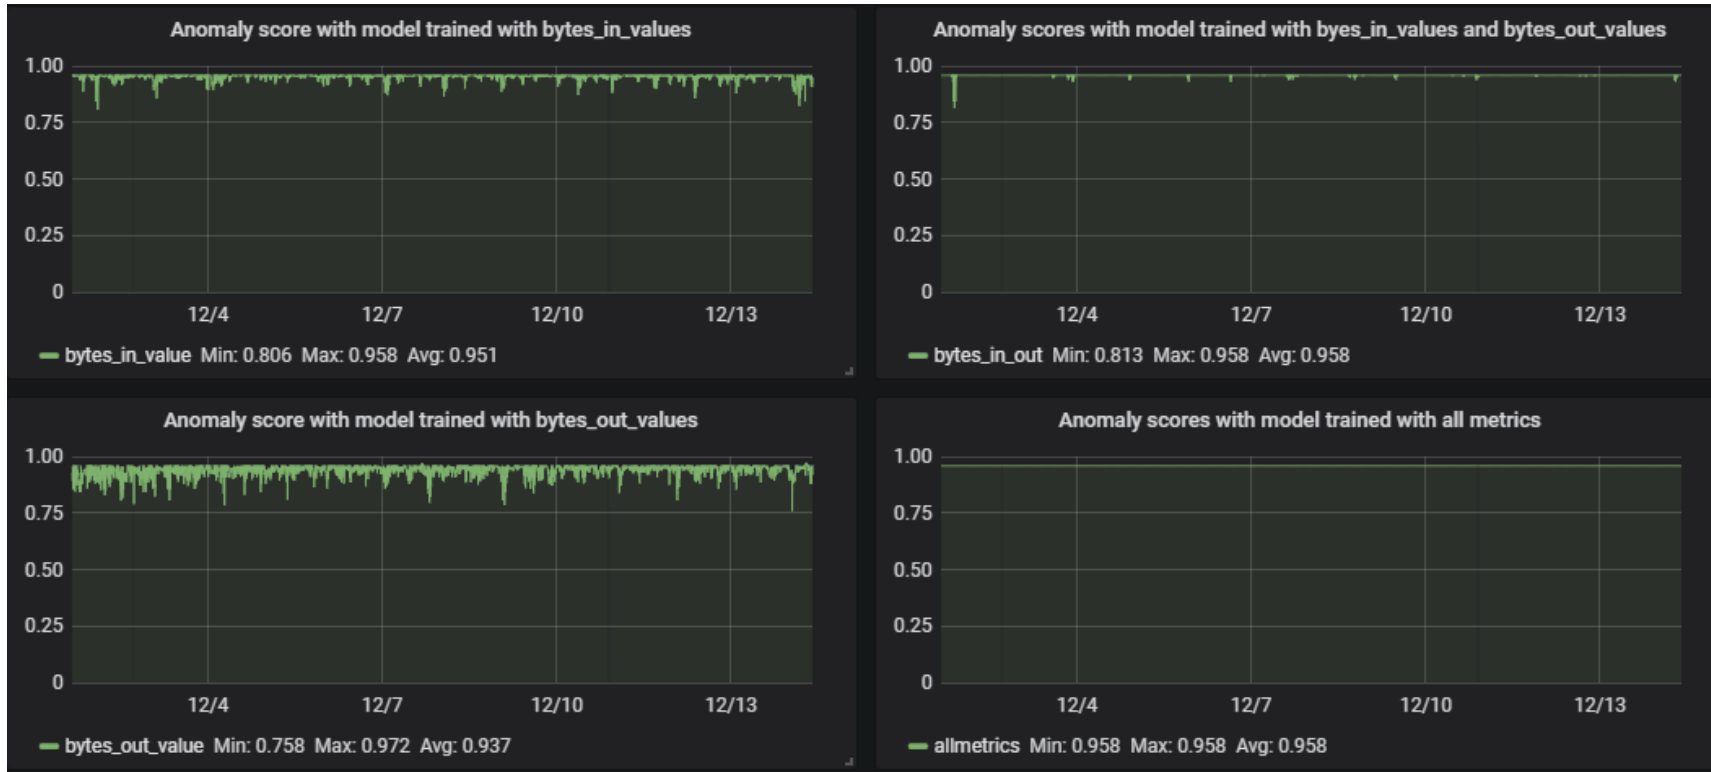 Anomaly score with model trained with bytes_in_values
1.00
0.75
0.50
0.25
0
12/4 12/7 12/10 12/13
bytes_in_value Min: 0.806 Max: 0.958 Avg: 0.951
Anomaly scores with model trained with byes_in_values and bytes_out_values
1.00
0.75
0.50
0.25
0
12/4 12/7 12/10 12/13
bytes_in_out Min: 0.813 Max: 0.958 Avg: 0.958
Anomaly score with model trained with bytes_out_values
1.00
0.75
0.50
0.25
0
12/4 12/7 12/10 12/13
bytes_out_value Min: 0.758 Max: 0.972 Avg: 0.937
Anomaly scores with model trained with all metrics
1.00
0.75
0.50
0.25
0
12/4 12/7 12/10 12/13
allmetrics Min: 0.958 Max: 0.958 Avg: 0.958